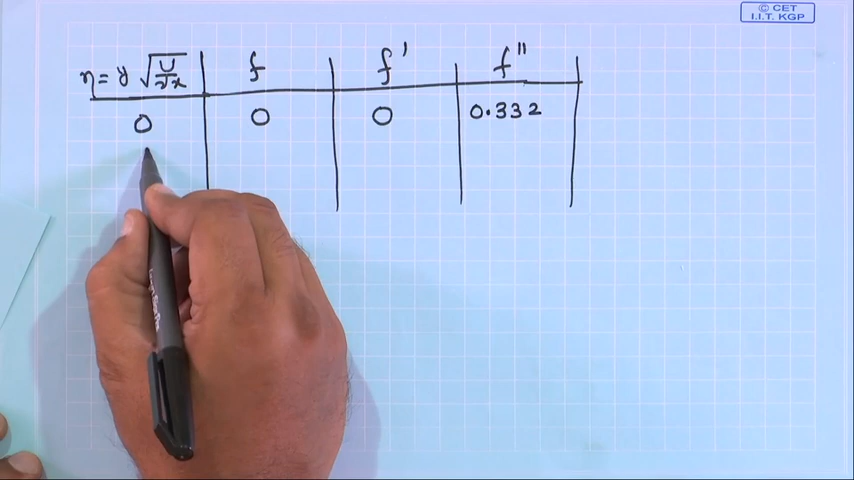 © CET
I.I.T. KGP
η = y √(U/νx) f f' f''
0 0 0 0.332